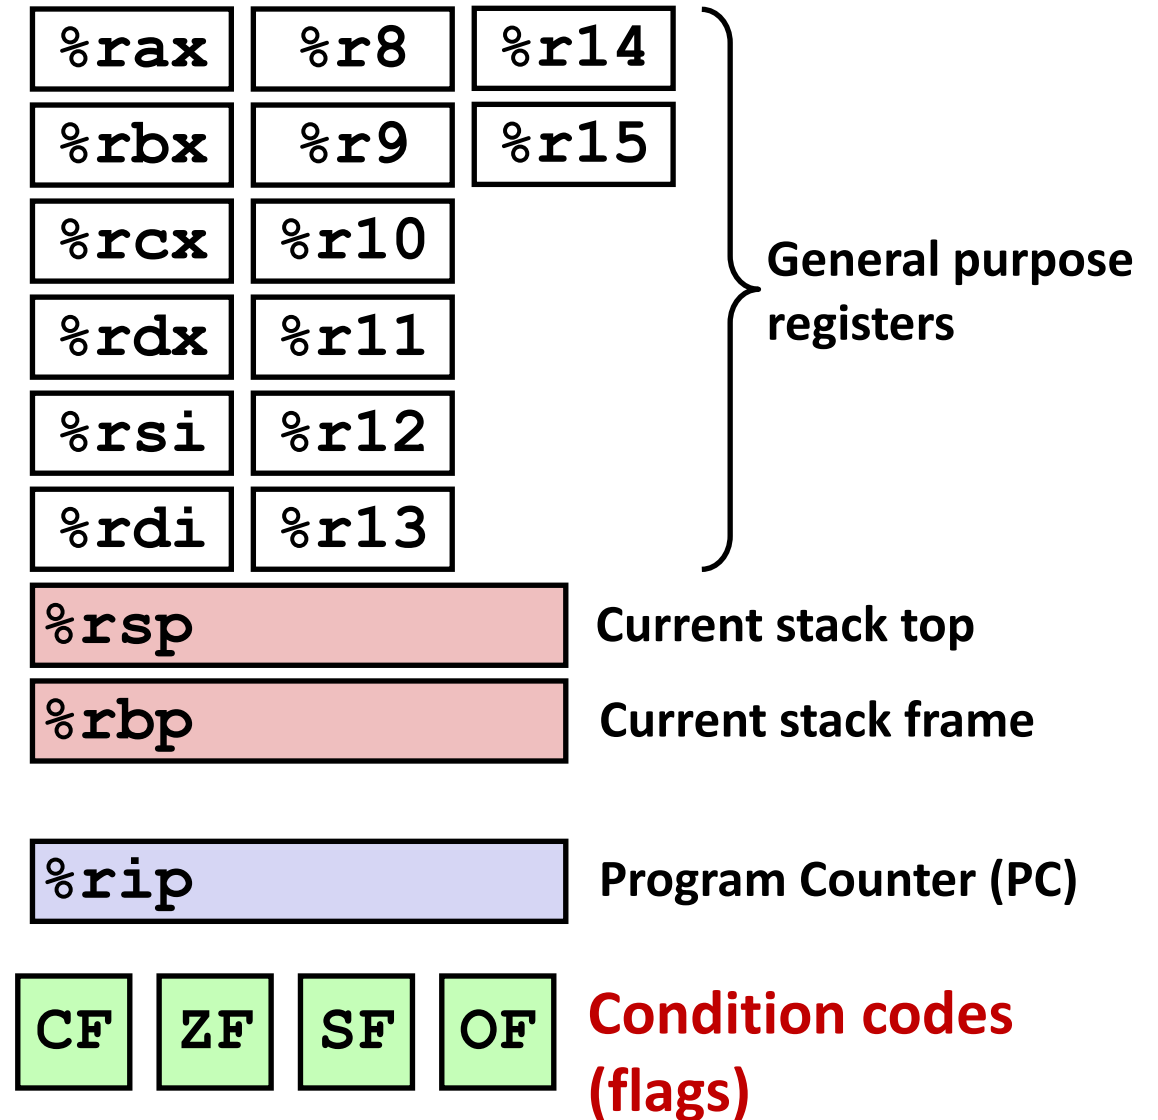 %rax %r8 %r14
%rbx %r9 %r15
%rcx %r10
%rdx %r11
%rsi %r12
%rdi %r13
General purpose
registers
%rsp Current stack top
%rbp Current stack frame
%rip Program Counter (PC)
CF ZF SF OF
Condition codes
(flags)